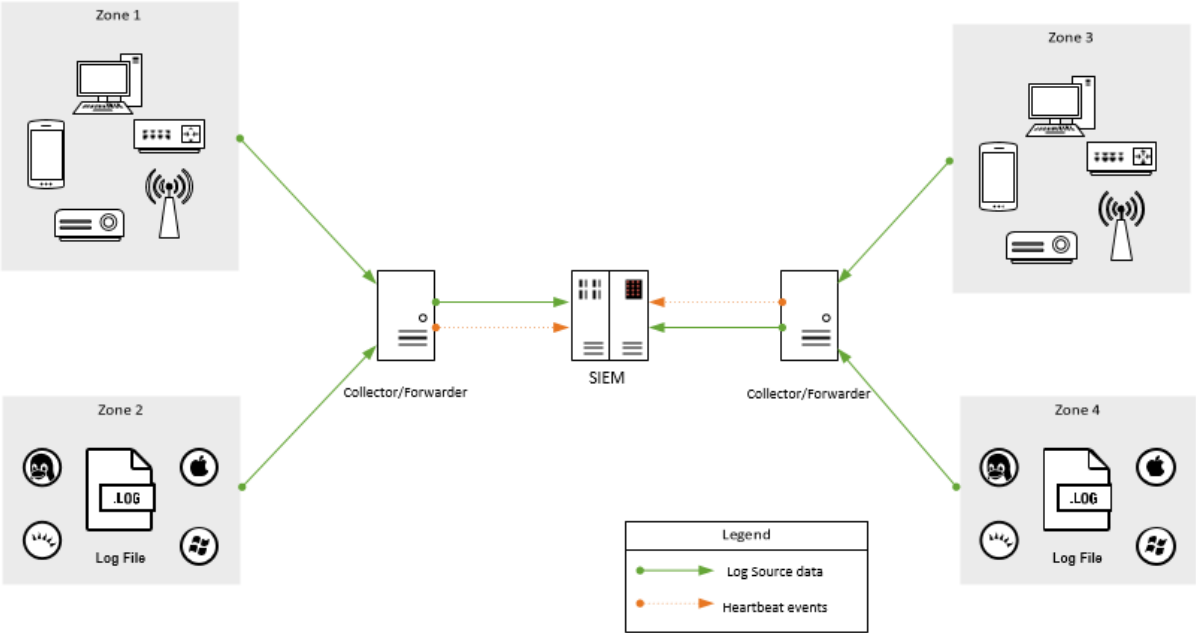 Zone 1
Zone 3
SIEM
Collector/Forwarder
Collector/Forwarder
Zone 2
.LOG
Log File
Zone 4
.LOG
Log File
Legend
Log Source data
Heartbeat events